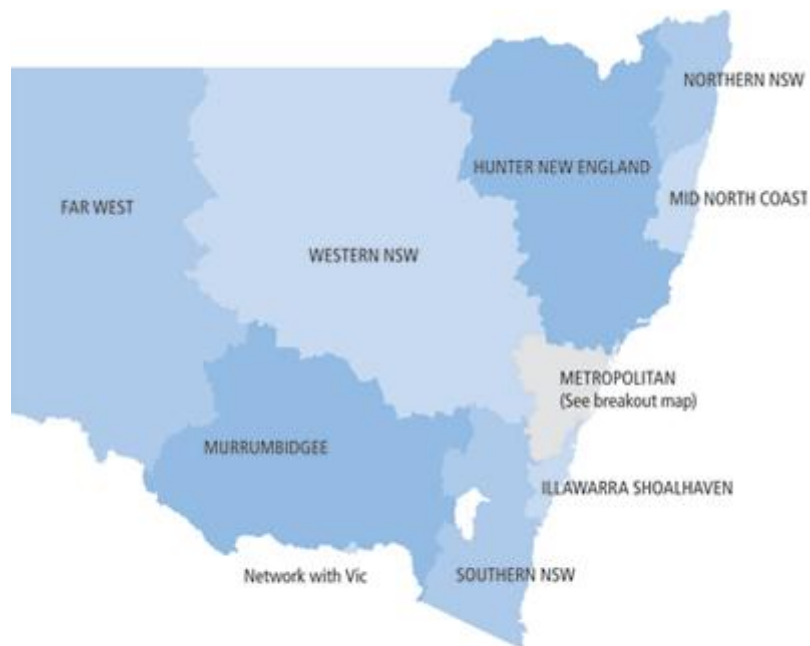 NORTHERN NSW
HUNTER NEW ENGLAND
MID NORTH COAST
FAR WEST
WESTERN NSW
METROPOLITAN
(See breakout map)
MURRUMBIDGEE
ILLAWARRA SHOALHAVEN
Network with Vic
SOUTHERN NSW